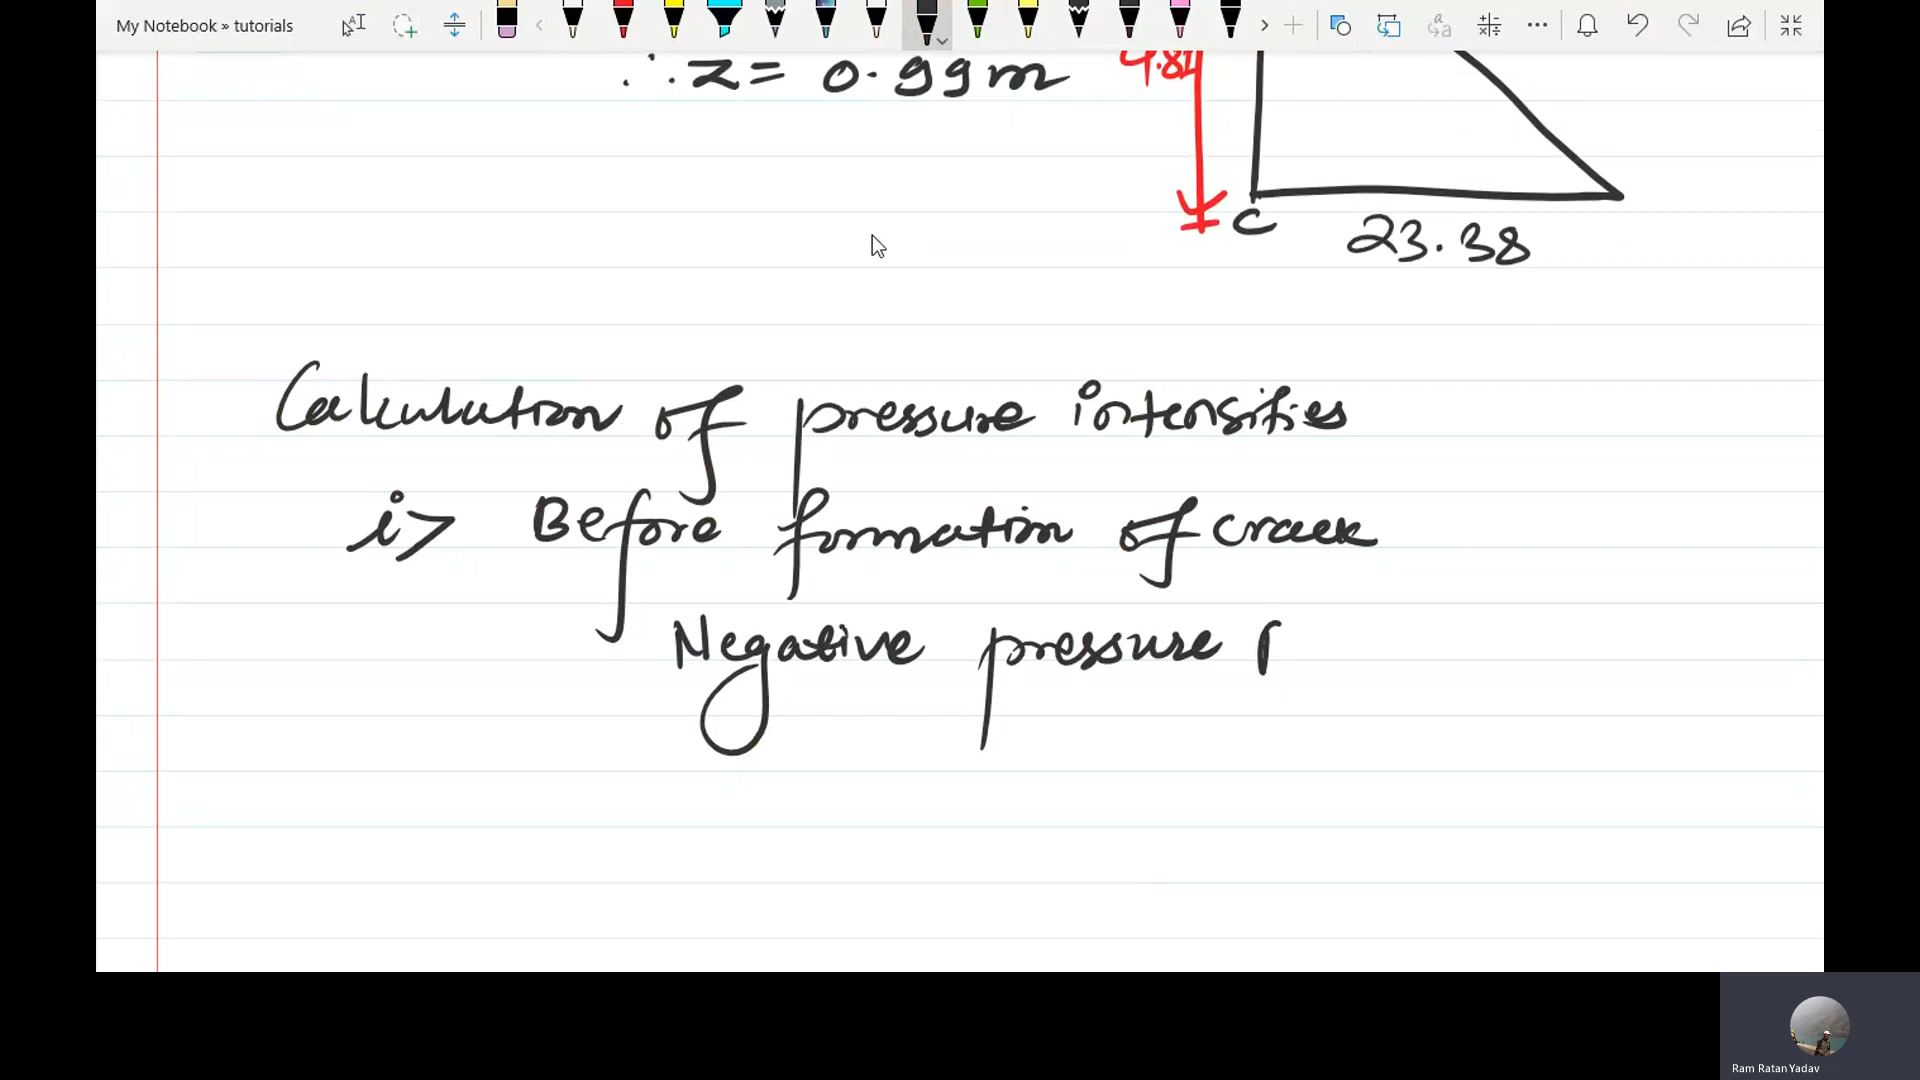 My Notebook » tutorials
∴ z = 0.99m
4.84
C
23.38
Calculation of pressure intensities
i> Before formation of crack
Negative pressure
Ram Ratan Yadav